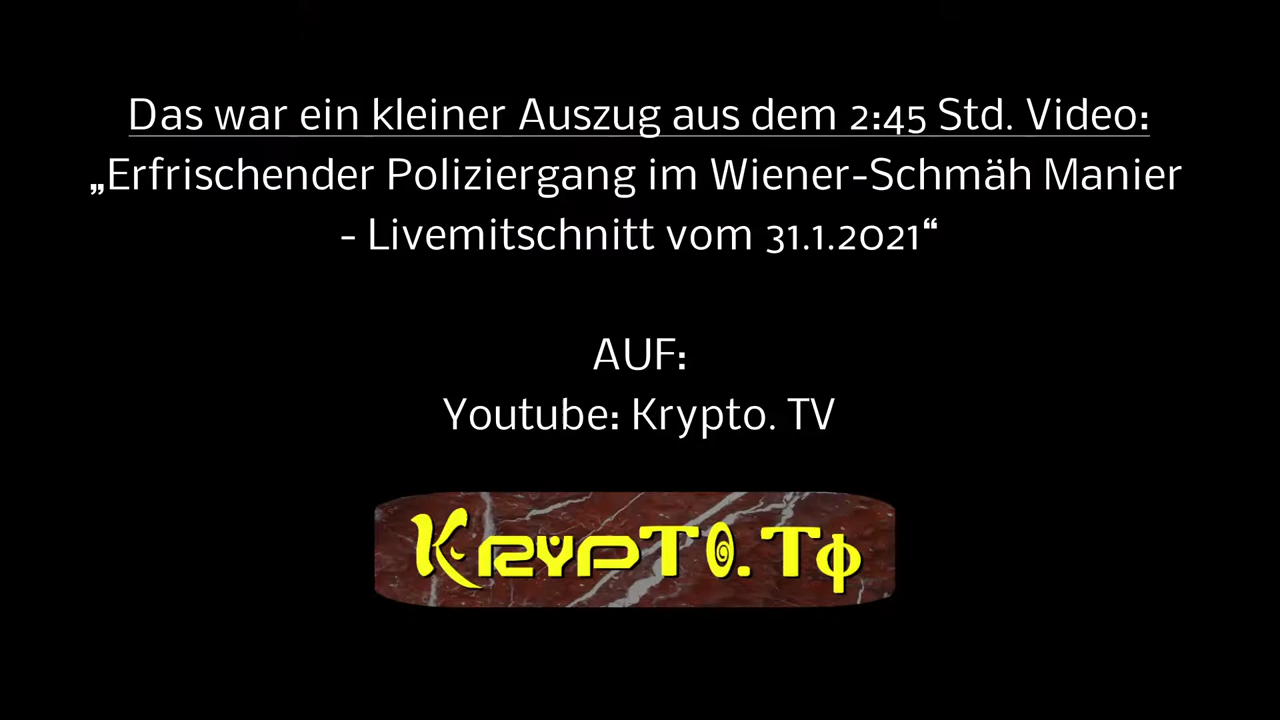 Das war ein kleiner Auszug aus dem 2:45 Std. Video:
„Erfrischender Poliziergang im Wiener-Schmäh Manier
- Livemitschnitt vom 31.1.2021“
AUF:
Youtube: Krypto. TV
KRYPTO.Tφ